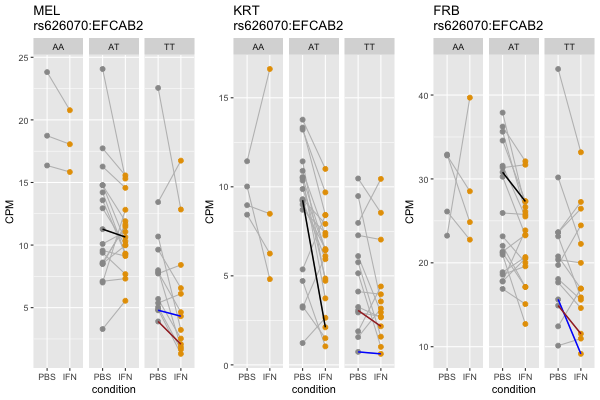 MEL
rs626070:EFCAB2
AA AT TT
25
20
15
10
5
CPM
PBS IFN PBS IFN PBS IFN
condition
KRT
rs626070:EFCAB2
AA AT TT
15
10
5
0
CPM
PBS IFN PBS IFN PBS IFN
condition
FRB
rs626070:EFCAB2
AA AT TT
40
30
20
10
CPM
PBS IFN PBS IFN PBS IFN
condition